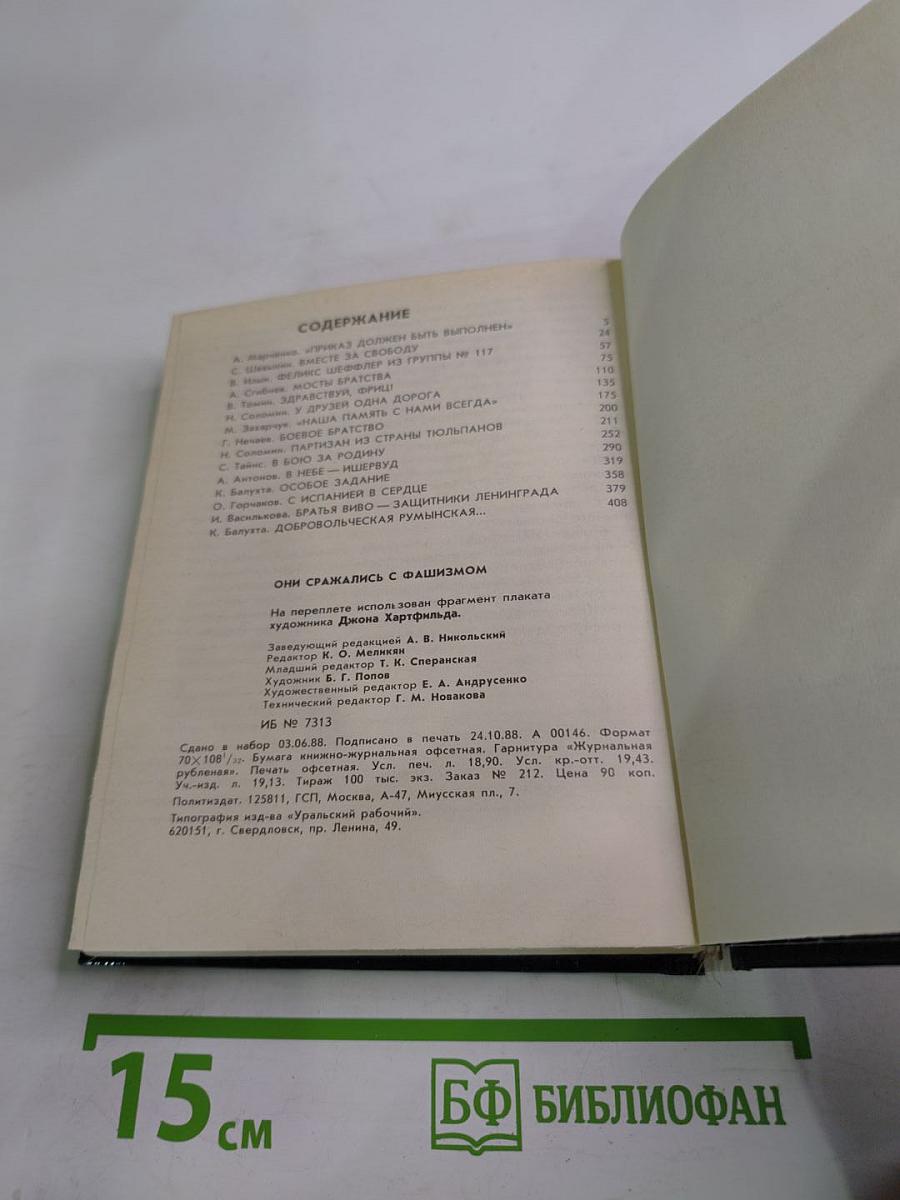 СОДЕРЖАНИЕ
А. Марченко. «ПРИКАЗ ДОЛЖЕН БЫТЬ ВЫПОЛНЕН» 5
С. Шевынин. ВМЕСТЕ ЗА СВОБОДУ 24
В. Ильин. ФЕЛИКС ШЕФФЛЕР ИЗ ГРУППЫ № 117 57
А. Сгибнев. МОСТЫ БРАТСТВА 75
В. Томин. ЗДРАВСТВУЙ, ФРИЦ! 110
Н. Соломин. У ДРУЗЕЙ ОДНА ДОРОГА 135
М. Захарчук. «НАША ПАМЯТЬ С НАМИ ВСЕГДА» 175
Г. Нечаев. БОЕВОЕ БРАТСТВО 200
Н. Соломин. ПАРТИЗАН ИЗ СТРАНЫ ТЮЛЬПАНОВ 211
С. Тайнс. В БОЮ ЗА РОДИНУ 252
А. Антонов. В НЕБЕ — ИШЕРВУД 290
К. Балухта. ОСОБОЕ ЗАДАНИЕ 319
О. Горчаков. С ИСПАНИЕЙ В СЕРДЦЕ 358
И. Василькова. БРАТЬЯ ВИВО — ЗАЩИТНИКИ ЛЕНИНГРАДА 379
К. Балухта. ДОБРОВОЛЬЧЕСКАЯ РУМЫНСКАЯ... 408
ОНИ СРАЖАЛИСЬ С ФАШИЗМОМ
На переплете использован фрагмент плаката
художника Джона Хартфильда.
Заведующий редакцией А. В. Никольский
Редактор К. О. Меликян
Младший редактор Т. К. Сперанская
Художник Б. Г. Попов
Художественный редактор Е. А. Андрусенко
Технический редактор Г. М. Новакова
ИБ № 7313
Сдано в набор 03.06.88. Подписано в печать 24.10.88. А 00146. Формат
70×108¹/₃₂. Бумага книжно-журнальная офсетная. Гарнитура «Журнальная
рубленая». Печать офсетная. Усл. печ. л. 18,90. Усл. кр.-отт. 19,43.
Уч.-изд. л. 19,13. Тираж 100 тыс. экз. Заказ № 212. Цена 90 коп.
Политиздат. 125811, ГСП, Москва, А-47, Миусская пл., 7.
Типография изд-ва «Уральский рабочий».
620151, г. Свердловск, пр. Ленина, 49.
15 см
БФ БИБЛИОФАН